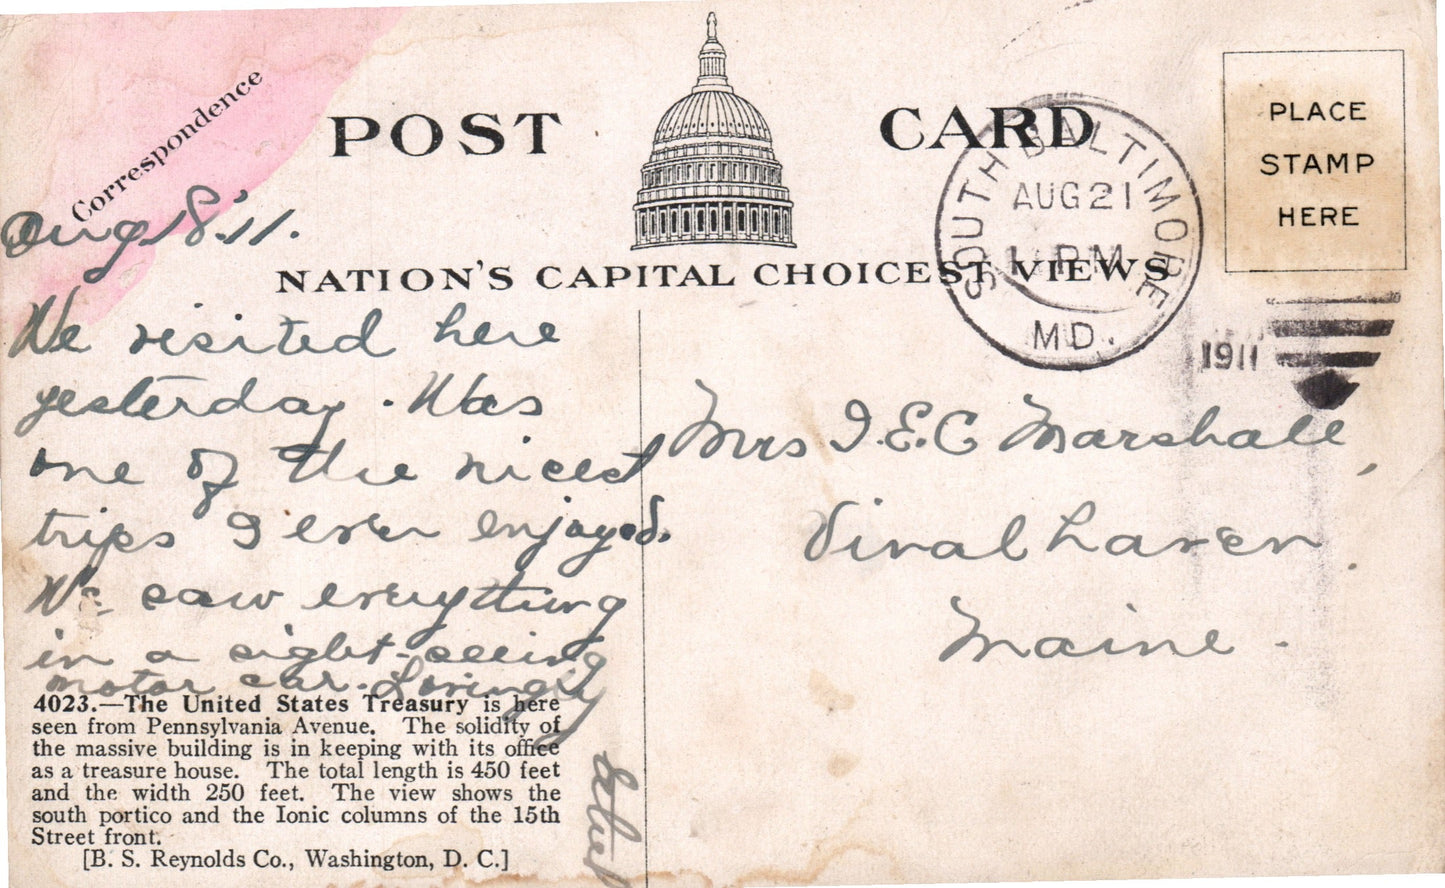 Correspondence
POST CARD
NATION'S CAPITAL CHOICEST VIEWS
PLACE
STAMP
HERE
SOUTH BALTIMORE
AUG 21
PM
MD.
1911
Aug 18 '11.
We visited here
yesterday. Was
one of the nicest
trips I ever enjoyed.
We saw everything
in a sight-seeing
motor car. Lovingly
Ethel
Mrs I.E.C Marshall,
Vinalhaven,
Maine.
4023.—The United States Treasury is here
seen from Pennsylvania Avenue. The solidity of
the massive building is in keeping with its office
as a treasure house. The total length is 450 feet
and the width 250 feet. The view shows the
south portico and the Ionic columns of the 15th
Street front.
[B. S. Reynolds Co., Washington, D. C.]